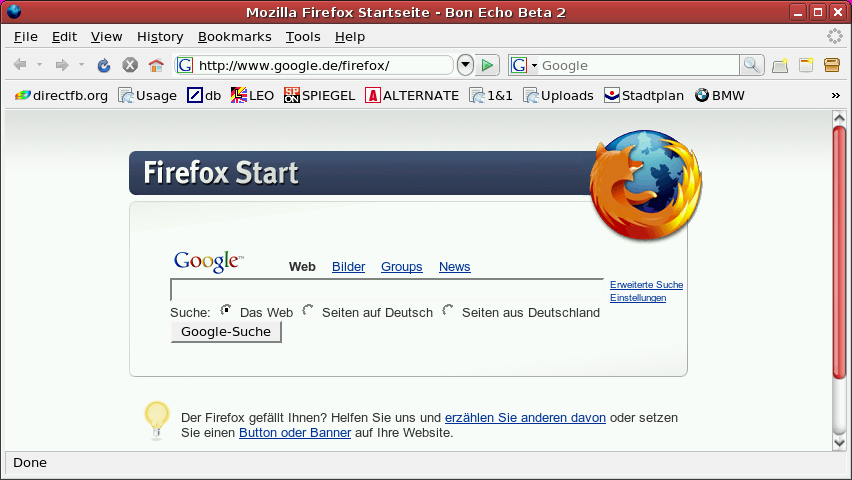 Mozilla Firefox Startseite - Bon Echo Beta 2
File Edit View History Bookmarks Tools Help
http://www.google.de/firefox/ Google
directfb.org Usage db LEO SPIEGEL ALTERNATE 1&1 Uploads Stadtplan BMW »
Firefox Start
Google™ Web Bilder Groups News
Erweiterte Suche
Einstellungen
Suche: Das Web Seiten auf Deutsch Seiten aus Deutschland
Google-Suche
Der Firefox gefällt Ihnen? Helfen Sie uns und erzählen Sie anderen davon oder setzen
Sie einen Button oder Banner auf Ihre Website.
Done